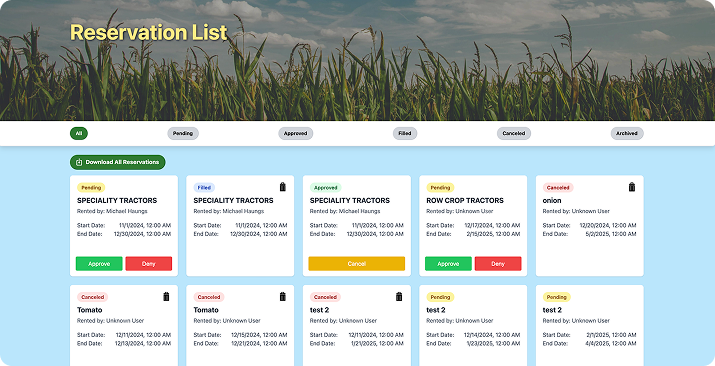 Reservation List
All
Pending
Approved
Filled
Canceled
Archived
Download All Reservations
Pending
SPECIALITY TRACTORS
Rented by: Michael Haungs
Start Date: 11/1/2024, 12:00 AM
End Date: 12/30/2024, 12:00 AM
Approve
Deny
Filled
SPECIALITY TRACTORS
Rented by: Michael Haungs
Start Date: 11/1/2024, 12:00 AM
End Date: 12/30/2024, 12:00 AM
Approved
SPECIALITY TRACTORS
Rented by: Michael Haungs
Start Date: 11/1/2024, 12:00 AM
End Date: 12/30/2024, 12:00 AM
Cancel
Pending
ROW CROP TRACTORS
Rented by: Unknown User
Start Date: 12/17/2024, 12:00 AM
End Date: 2/15/2025, 12:00 AM
Approve
Deny
Canceled
onion
Rented by: Unknown User
Start Date: 12/20/2024, 12:00 AM
End Date: 5/2/2025, 12:00 AM
Canceled
Tomato
Rented by: Unknown User
Start Date: 12/11/2024, 12:00 AM
End Date: 12/13/2024, 12:00 AM
Canceled
Tomato
Rented by: Unknown User
Start Date: 12/15/2024, 12:00 AM
End Date: 12/21/2024, 12:00 AM
Canceled
test 2
Rented by: Unknown User
Start Date: 12/11/2024, 12:00 AM
End Date: 1/21/2025, 12:00 AM
Pending
test 2
Rented by: Unknown User
Start Date: 12/14/2024, 12:00 AM
End Date: 1/23/2025, 12:00 AM
Pending
test 2
Rented by: Unknown User
Start Date: 2/1/2025, 12:00 AM
End Date: 4/4/2025, 12:00 AM